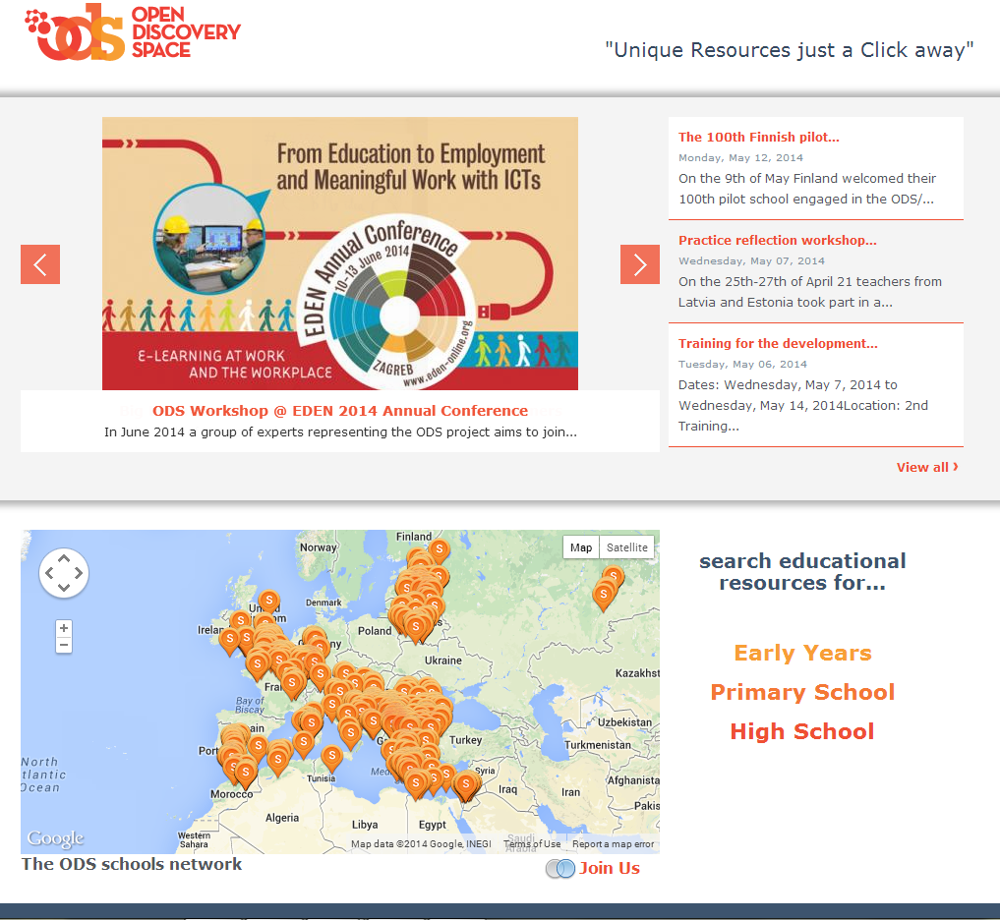 ods OPEN
DISCOVERY
SPACE
"Unique Resources just a Click away"
From Education to Employment
and Meaningful Work with ICTs
EDEN Annual Conference
10-13 June 2014
ZAGREB
www.eden-online.org
E-LEARNING AT WORK
AND THE WORKPLACE
ODS Workshop @ EDEN 2014 Annual Conference
In June 2014 a group of experts representing the ODS project aims to join...
The 100th Finnish pilot...
Monday, May 12, 2014
On the 9th of May Finland welcomed their
100th pilot school engaged in the ODS/...
Practice reflection workshop...
Wednesday, May 07, 2014
On the 25th-27th of April 21 teachers from
Latvia and Estonia took part in a...
Training for the development...
Tuesday, May 06, 2014
Dates: Wednesday, May 7, 2014 to
Wednesday, May 14, 2014Location: 2nd
Training...
View all ›
Map Satellite
Finland
Norway
Denmark
Poland
Ukraine
Kazakhst
Bay of
Biscay
Uzbekistan
Turkmenistan
Turkey
Syria
Iraq
Iran
Afghanista
Pakis
North
Atlantic
Ocean
Morocco
Tunisia
Algeria
Libya
Egypt
Western
Sahara
Saudi
Arabia
Google
Map data ©2014 Google, INEGI Terms of Use Report a map error
The ODS schools network
Join Us
search educational
resources for...
Early Years
Primary School
High School